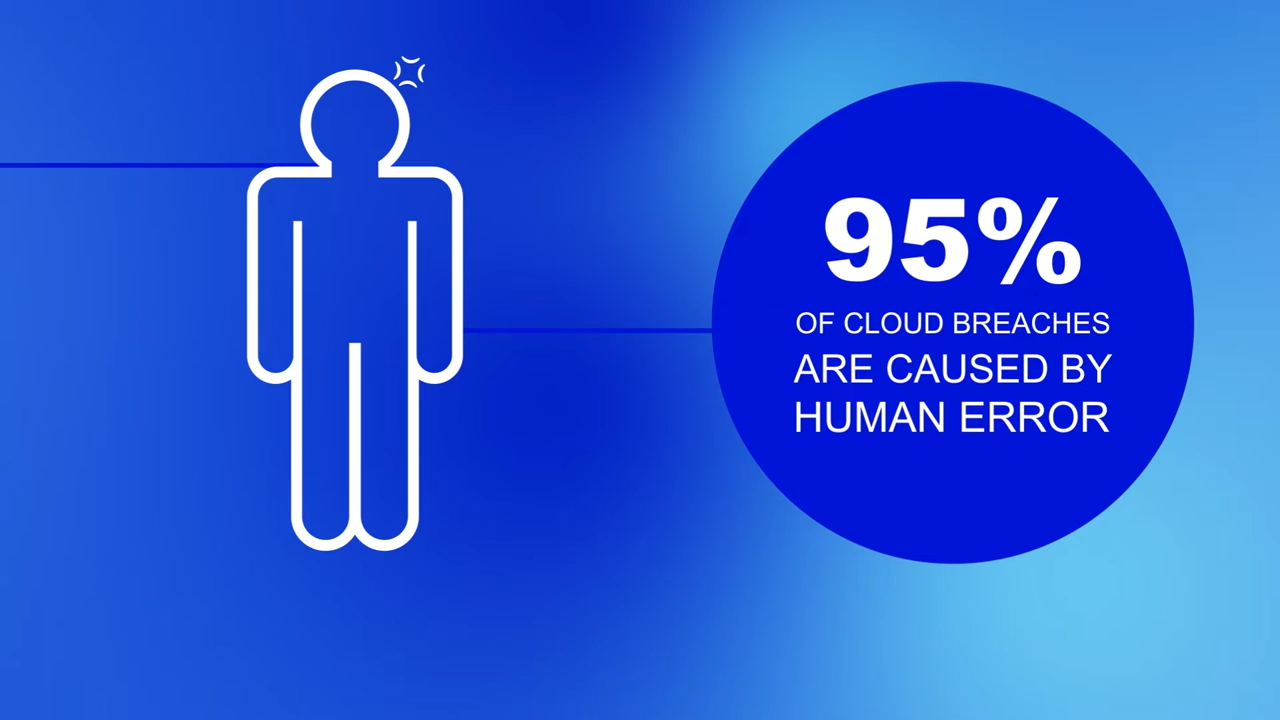 95%
OF CLOUD BREACHES
ARE CAUSED BY
HUMAN ERROR